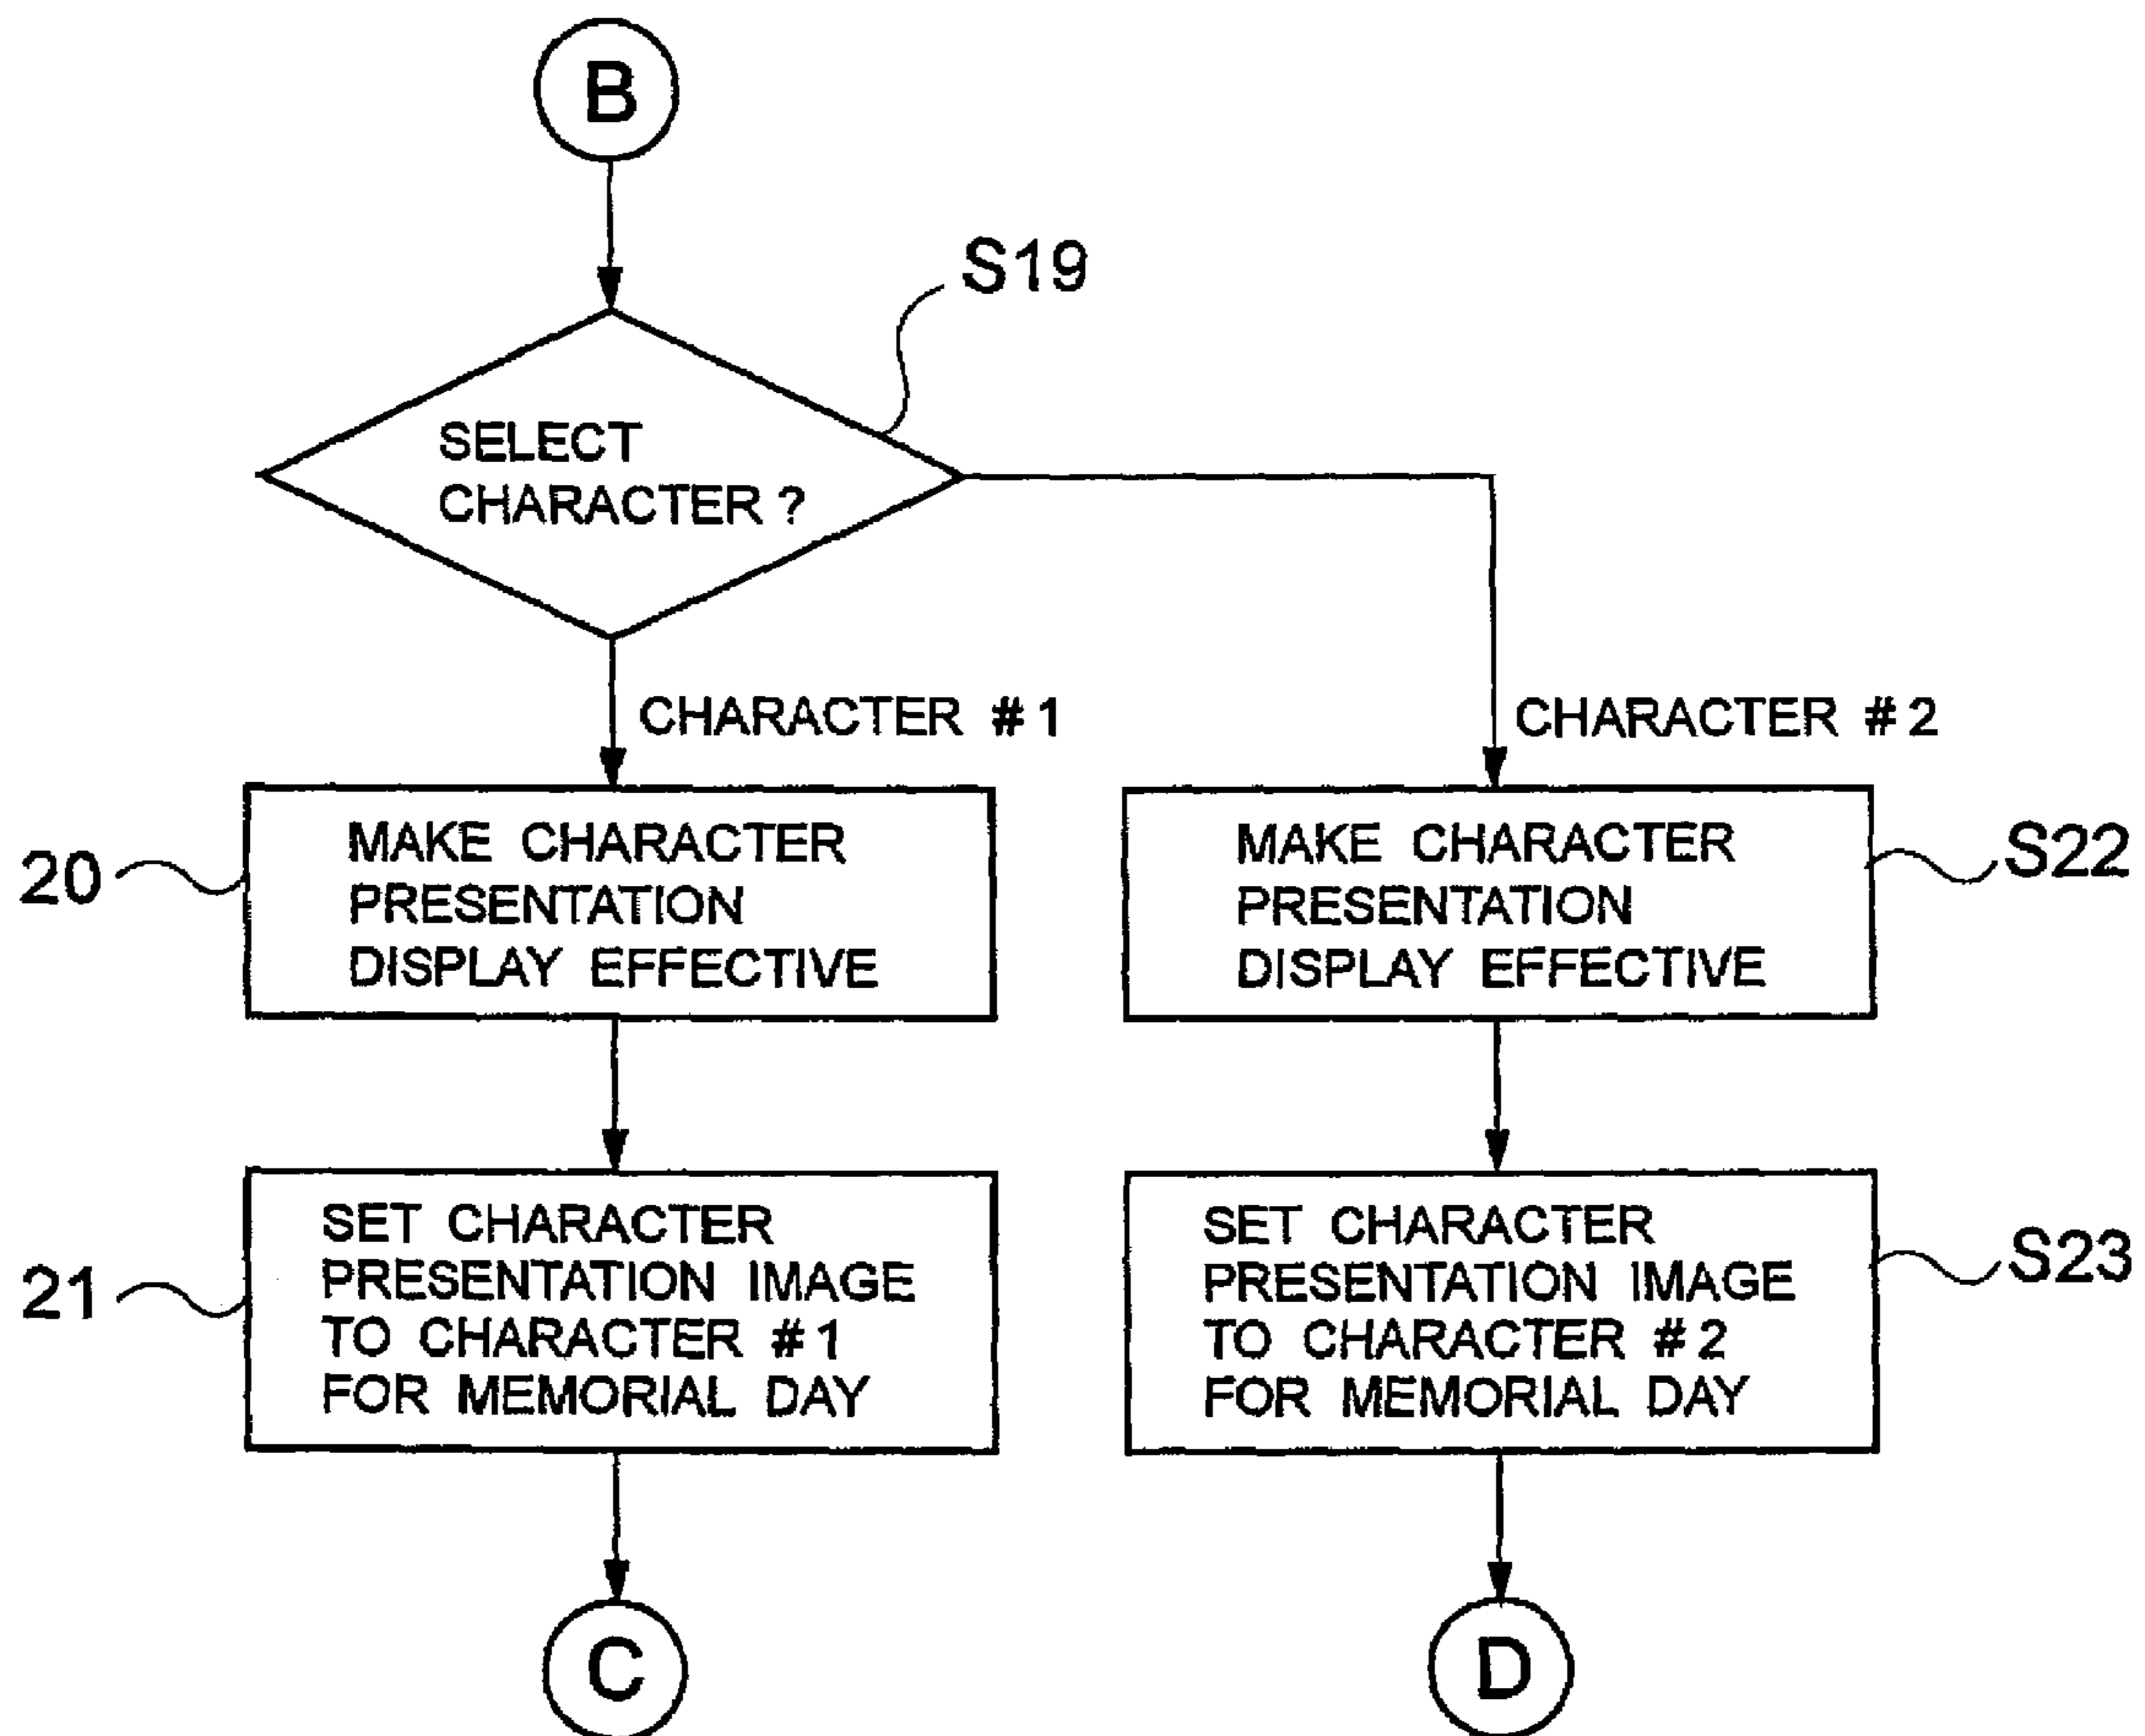 B
S19
SELECT
CHARACTER ?
CHARACTER #1
CHARACTER #2
20
MAKE CHARACTER
PRESENTATION
DISPLAY EFFECTIVE
MAKE CHARACTER
PRESENTATION
DISPLAY EFFECTIVE
S22
21
SET CHARACTER
PRESENTATION IMAGE
TO CHARACTER #1
FOR MEMORIAL DAY
SET CHARACTER
PRESENTATION IMAGE
TO CHARACTER #2
FOR MEMORIAL DAY
S23
C
D